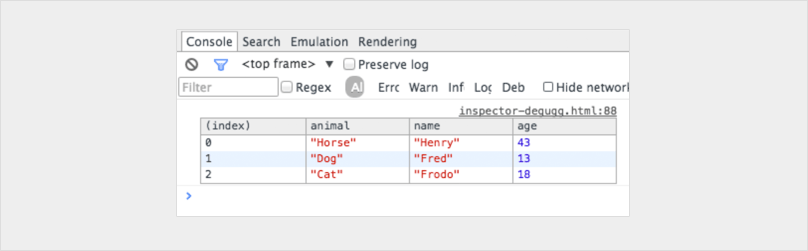 Console Search Emulation Rendering
<top frame> ▼ Preserve log
Filter Regex Al Errc Warn Inf Log Deb Hide network
inspector-degugg.html:88
(index) animal name age
0 "Horse" "Henry" 43
1 "Dog" "Fred" 13
2 "Cat" "Frodo" 18
>